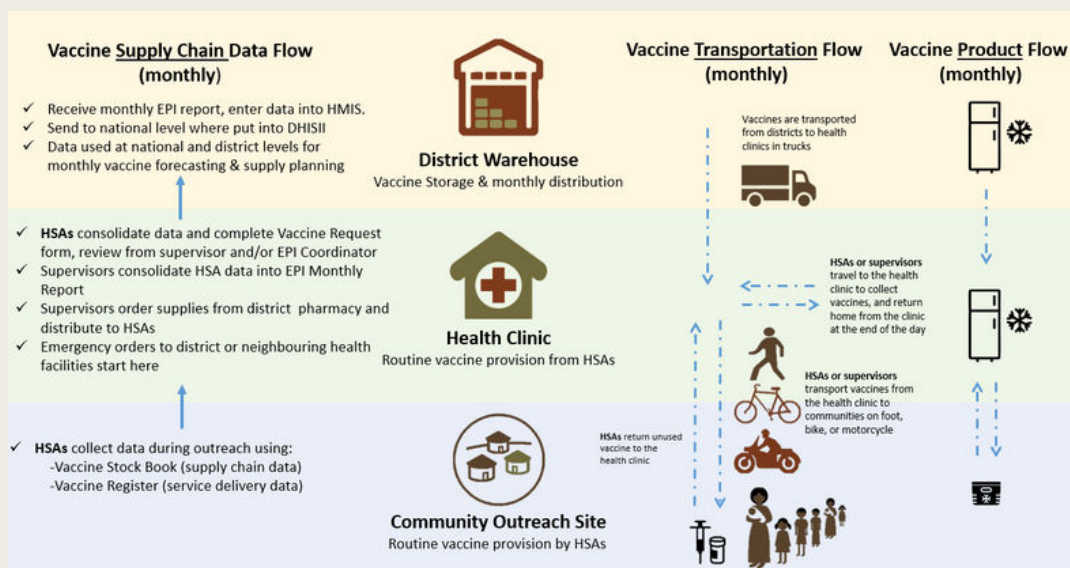 Vaccine Supply Chain Data Flow
(monthly)
✓ Receive monthly EPI report, enter data into HMIS.
✓ Send to national level where put into DHISII
✓ Data used at national and district levels for
monthly vaccine forecasting & supply planning
District Warehouse
Vaccine Storage & monthly distribution
Vaccine Transportation Flow
(monthly)
Vaccines are transported
from districts to health
clinics in trucks
Vaccine Product Flow
(monthly)
✓ HSAs consolidate data and complete Vaccine Request
form, review from supervisor and/or EPI Coordinator
✓ Supervisors consolidate HSA data into EPI Monthly
Report
✓ Supervisors order supplies from district pharmacy and
distribute to HSAs
✓ Emergency orders to district or neighbouring health
facilities start here
Health Clinic
Routine vaccine provision from HSAs
HSAs or supervisors
travel to the health
clinic to collect
vaccines, and return
home from the clinic
at the end of the day
HSAs or supervisors
transport vaccines from
the health clinic to
communities on foot,
bike, or motorcycle
✓ HSAs collect data during outreach using:
-Vaccine Stock Book (supply chain data)
-Vaccine Register (service delivery data)
Community Outreach Site
Routine vaccine provision by HSAs
HSAs return unused
vaccine to the
health clinic